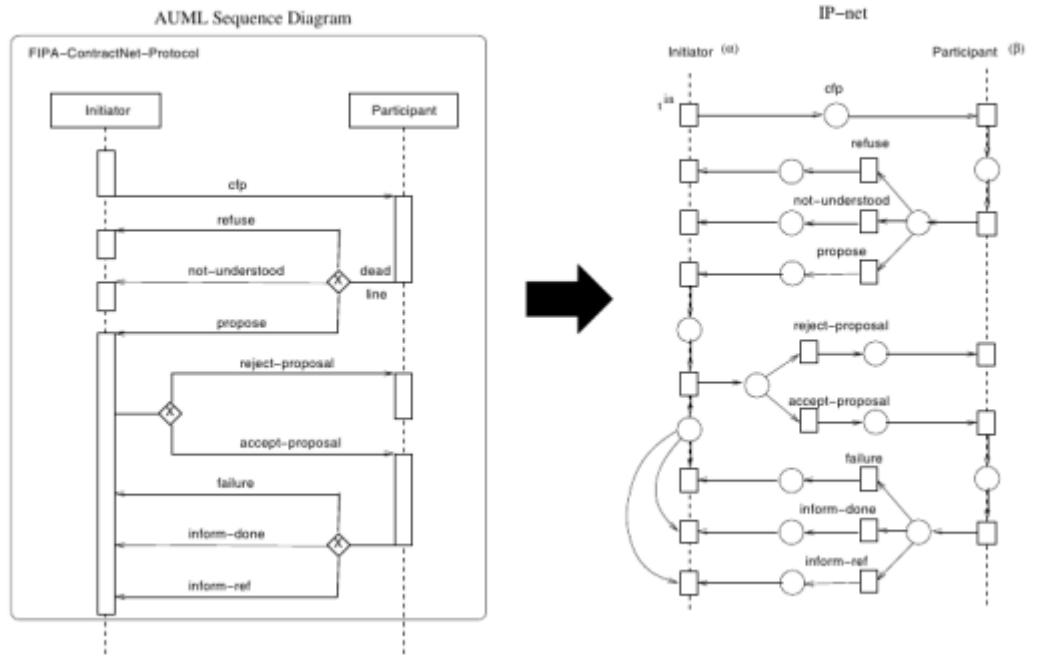 AUML Sequence Diagram
FIPA-ContractNet-Protocol
Initiator
Participant
cfp
refuse
not-understood
dead
line
X
propose
reject-proposal
X
accept-proposal
failure
inform-done
X
inform-ref
IP-net
Initiator (α)
Participant (β)
t in
cfp
refuse
not-understood
propose
reject-proposal
accept-proposal
failure
inform-done
inform-ref